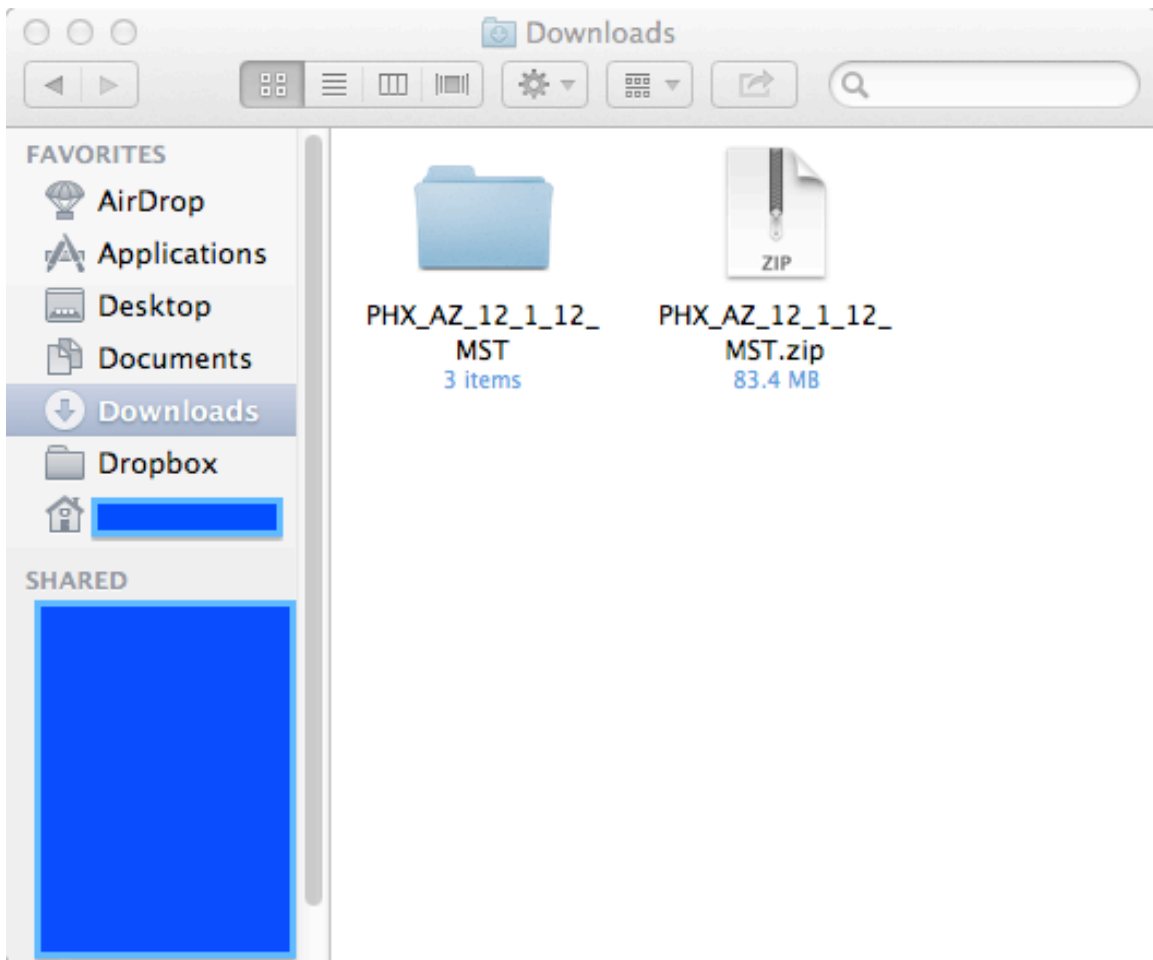 Downloads
FAVORITES
AirDrop
Applications
Desktop
Documents
Downloads
Dropbox
SHARED
ZIP
PHX_AZ_12_1_12_
MST
3 items
PHX_AZ_12_1_12_
MST.zip
83.4 MB